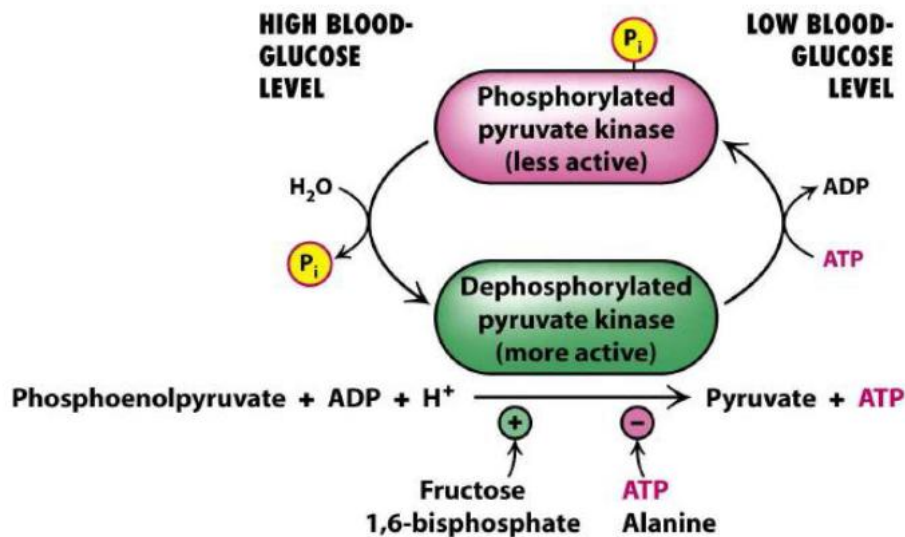 HIGH BLOOD-
GLUCOSE
LEVEL
LOW BLOOD-
GLUCOSE
LEVEL
Pi
Phosphorylated
pyruvate kinase
(less active)
H₂O
Pi
ADP
ATP
Dephosphorylated
pyruvate kinase
(more active)
Phosphoenolpyruvate + ADP + H⁺
Pyruvate + ATP
+
−
Fructose
1,6-bisphosphate
ATP
Alanine